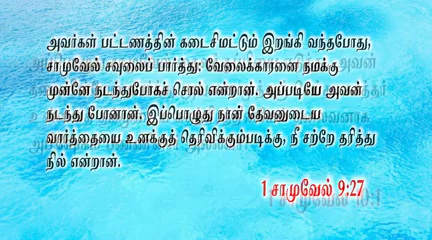 அவர்கள் பட்டணத்தின் கடைசிமட்டும் இறங்கி வந்தபோது,
சாமுவேல் சவுலைப் பார்த்து: வேலைக்காரனை நமக்கு
முன்னே நடந்துபோகச் சொல் என்றான். அப்படியே அவன்
நடந்து போனான். இப்பொழுது நான் தேவனுடைய
வார்த்தையை உனக்குத் தெரிவிக்கும்படிக்கு, நீ சற்றே தரித்து
நில் என்றான்.
1 சாமுவேல் 9:27